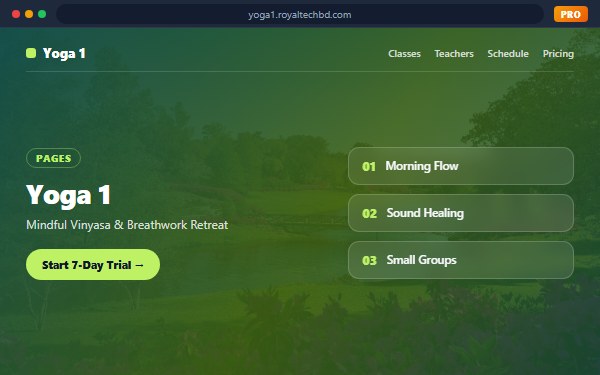 yoga1.royaltechbd.com
PRO
Yoga 1
Classes Teachers Schedule Pricing
PAGES
Yoga 1
Mindful Vinyasa & Breathwork Retreat
Start 7-Day Trial →
01 Morning Flow
02 Sound Healing
03 Small Groups